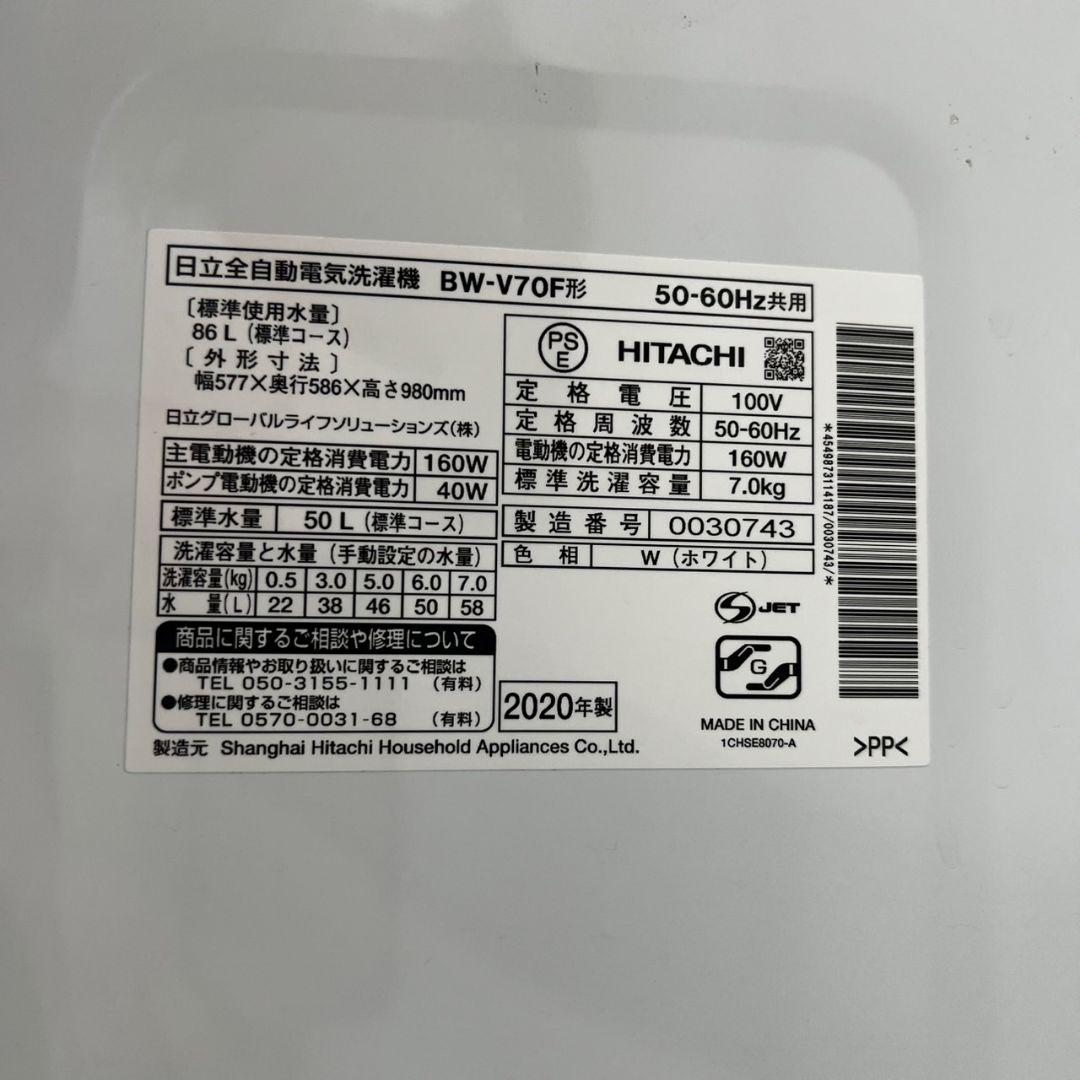 日立全自動電気洗濯機 BW-V70F形 50-60Hz共用
〔標準使用水量〕
86 L (標準コース)
〔外形寸法〕
幅577×奥行586×高さ980mm
日立グローバルライフソリューションズ(株)
主電動機の定格消費電力 160W
ポンプ電動機の定格消費電力 40W
標準水量 50 L (標準コース)
洗濯容量と水量 (手動設定の水量)
洗濯容量(kg) 0.5 3.0 5.0 6.0 7.0
水量(L) 22 38 46 50 58
商品に関するご相談や修理について
●商品情報やお取り扱いに関するご相談は
TEL 050-3155-1111 (有料)
●修理に関するご相談は
TEL 0570-0031-68 (有料)
製造元 Shanghai Hitachi Household Appliances Co.,Ltd.
PS
E
HITACHI
定格電圧 100V
定格周波数 50-60Hz
電動機の定格消費電力 160W
標準洗濯容量 7.0kg
製造番号 0030743
色相 W (ホワイト)
S JET
G
2020年製
MADE IN CHINA
1CHSE8070-A
>PP<
*4549873114187/0030743/*